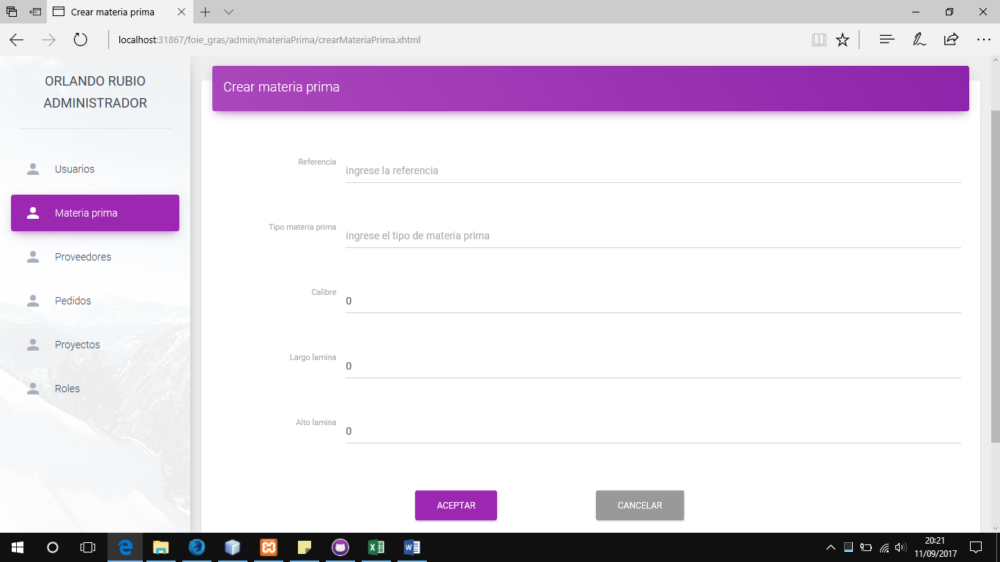 Crear materia prima
localhost:31867/foie_gras/admin/materiaPrima/crearMateriaPrima.xhtml
ORLANDO RUBIO
ADMINISTRADOR
Usuarios
Materia prima
Proveedores
Pedidos
Proyectos
Roles
Crear materia prima
Referencia
ingrese la referencia
Tipo materia prima
ingrese el tipo de materia prima
Calibre
0
Largo lamina
0
Alto lamina
0
ACEPTAR
CANCELAR
20:21
11/09/2017